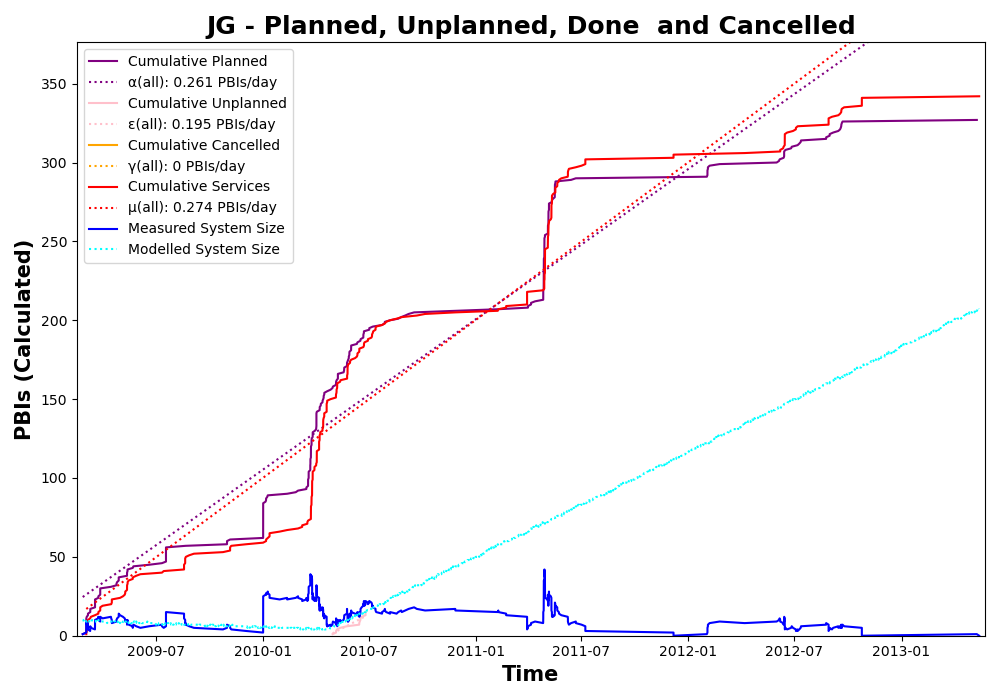 JG - Planned, Unplanned, Done  and Cancelled
Cumulative Planned
α(all): 0.261 PBIs/day
Cumulative Unplanned
ε(all): 0.195 PBIs/day
Cumulative Cancelled
γ(all): 0 PBIs/day
Cumulative Services
μ(all): 0.274 PBIs/day
Measured System Size
Modelled System Size
PBIs (Calculated)
350
300
250
200
150
100
50
0
2009-07 2010-01 2010-07 2011-01 2011-07 2012-01 2012-07 2013-01
Time